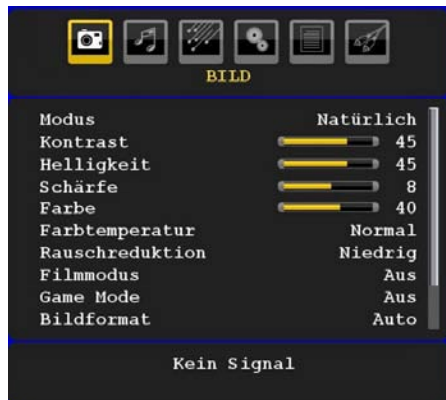 BILD
Modus Natürlich
Kontrast 45
Helligkeit 45
Schärfe 8
Farbe 40
Farbtemperatur Normal
Rauschreduktion Niedrig
Filmmodus Aus
Game Mode Aus
Bildformat Auto
Kein Signal